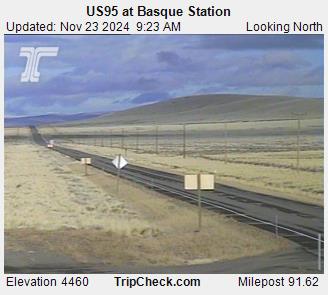 US95 at Basque Station
Updated: Nov 23 2024 9:23 AM Looking North
Elevation 4460 TripCheck.com Milepost 91.62